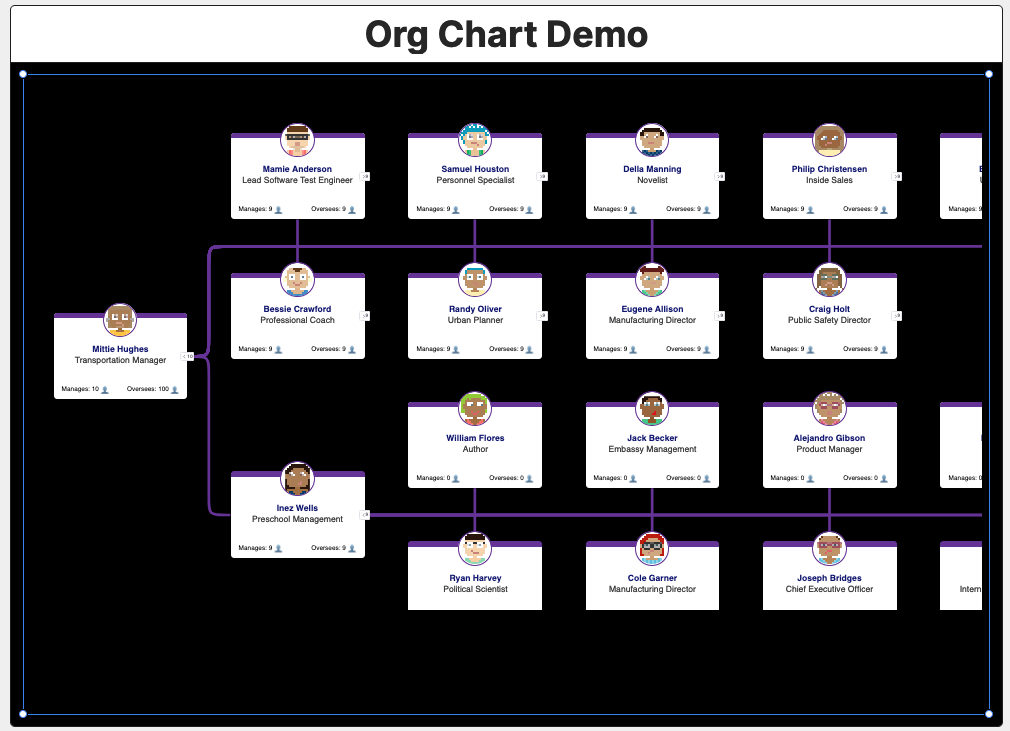 Org Chart Demo
Mamie Anderson
Lead Software Test Engineer
Manages: 9 Oversees: 9
Samuel Houston
Personnel Specialist
Manages: 9 Oversees: 9
Della Manning
Novelist
Manages: 9 Oversees: 9
Philip Christensen
Inside Sales
Manages: 9 Oversees: 9
Manages: 9
Bessie Crawford
Professional Coach
Manages: 9 Oversees: 9
Randy Oliver
Urban Planner
Manages: 9 Oversees: 9
Eugene Allison
Manufacturing Director
Manages: 9 Oversees: 9
Craig Holt
Public Safety Director
Manages: 9 Oversees: 9
Mittie Hughes
Transportation Manager
Manages: 10 Oversees: 100
William Flores
Author
Manages: 0 Oversees: 0
Jack Becker
Embassy Management
Manages: 0 Oversees: 0
Alejandro Gibson
Product Manager
Manages: 0 Oversees: 0
Manages: 0
Inez Wells
Preschool Management
Manages: 9 Oversees: 9
Ryan Harvey
Political Scientist
Cole Garner
Manufacturing Director
Joseph Bridges
Chief Executive Officer
Intern